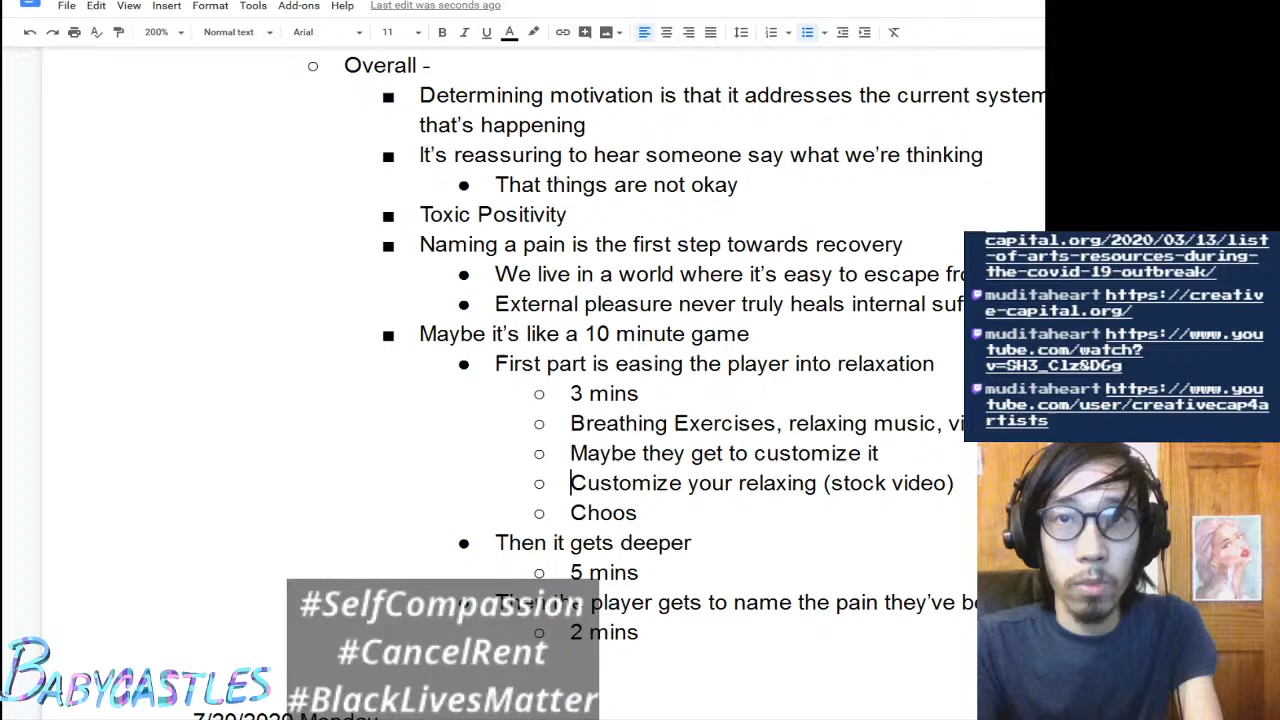 File Edit View Insert Format Tools Add-ons Help Last edit was seconds ago
200% Normal text Arial 11 B I U A
Overall -
Determining motivation is that it addresses the current system
that's happening
It's reassuring to hear someone say what we're thinking
That things are not okay
Toxic Positivity
Naming a pain is the first step towards recovery
We live in a world where it's easy to escape
External pleasure never truly heals internal
Maybe it's like a 10 minute game
First part is easing the player into relaxation
3 mins
Breathing Exercises, relaxing music,
Maybe they get to customize it
Customize your relaxing (stock video)
Choos
Then it gets deeper
5 mins
Then the player gets to name the pain they've
2 mins
7/20/2020 Monday
capital.org/2020/03/13/list
-of-arts-resources-during-
the-covid-19-outbreak/
muditaheart https://creativ
e-capital.org/
muditaheart https://www.you
tube.com/watch?
v=SH3_Clz&DGg
muditaheart https://www.you
tube.com/user/creativecap4a
rtists
#SelfCompassion
#CancelRent
#BlackLivesMatter
BABYCASTLES